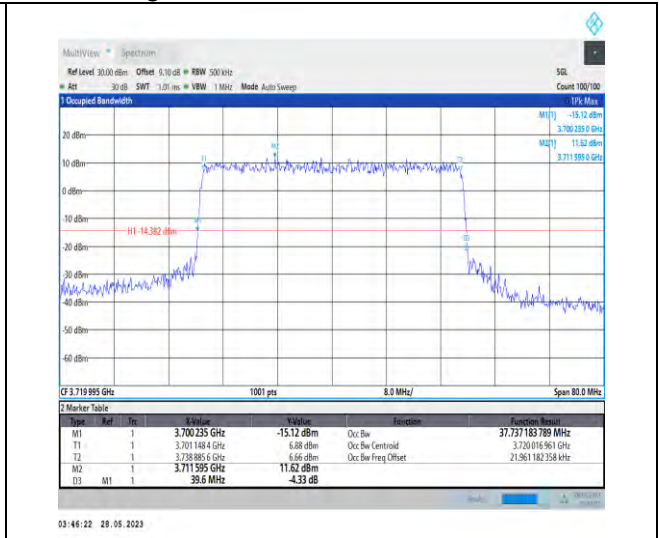 MultiView Spectrum
Ref Level 30.00 dBm Offset 9.10 dB RBW 500 kHz SGL
Att 30 dB SWT 1.01 ms VBW 1 MHz Mode Auto Sweep Count 100/100
1 Occupied Bandwidth 1Pk Max
M1[1] -15.12 dBm
3.700 235 0 GHz
M2[1] 11.62 dBm
3.711 595 0 GHz
20 dBm
M2
T1 T2
10 dBm
0 dBm
-10 dBm
M1
H1 -14.382 dBm
D3
-20 dBm
-30 dBm
-40 dBm
-50 dBm
-60 dBm
CF 3.719 995 GHz 1001 pts 8.0 MHz/ Span 80.0 MHz
2 Marker Table
Type Ref Trc X-Value Y-Value Function Function Result
M1 1 3.700 235 GHz -15.12 dBm Occ Bw 37.737 183 789 MHz
T1 1 3.701 148 4 GHz 6.88 dBm Occ Bw Centroid 3.720 016 961 GHz
T2 1 3.738 885 6 GHz 6.66 dBm Occ Bw Freq Offset 21.961 182 358 kHz
M2 1 3.711 595 GHz 11.62 dBm
D3 M1 1 39.6 MHz -4.33 dB
03:46:22 28.05.2023